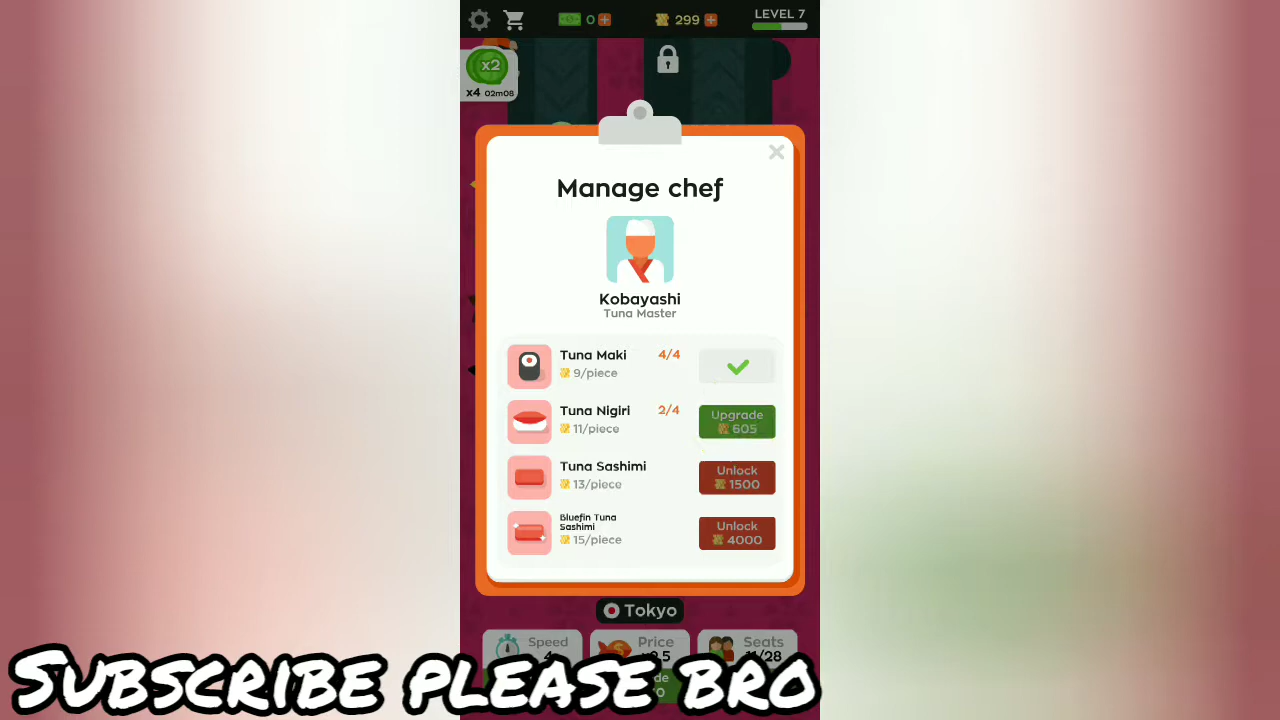 0
299
LEVEL 7
x2
x4 02m08
Manage chef
Kobayashi
Tuna Master
Tuna Maki 4/4
9/piece
Tuna Nigiri 2/4
11/piece
Upgrade
605
Tuna Sashimi
13/piece
Unlock
1500
Bluefin Tuna
Sashimi
15/piece
Unlock
4000
Tokyo
Speed
Price
Seats
11/28
SUBSCRIBE PLEASE BRO